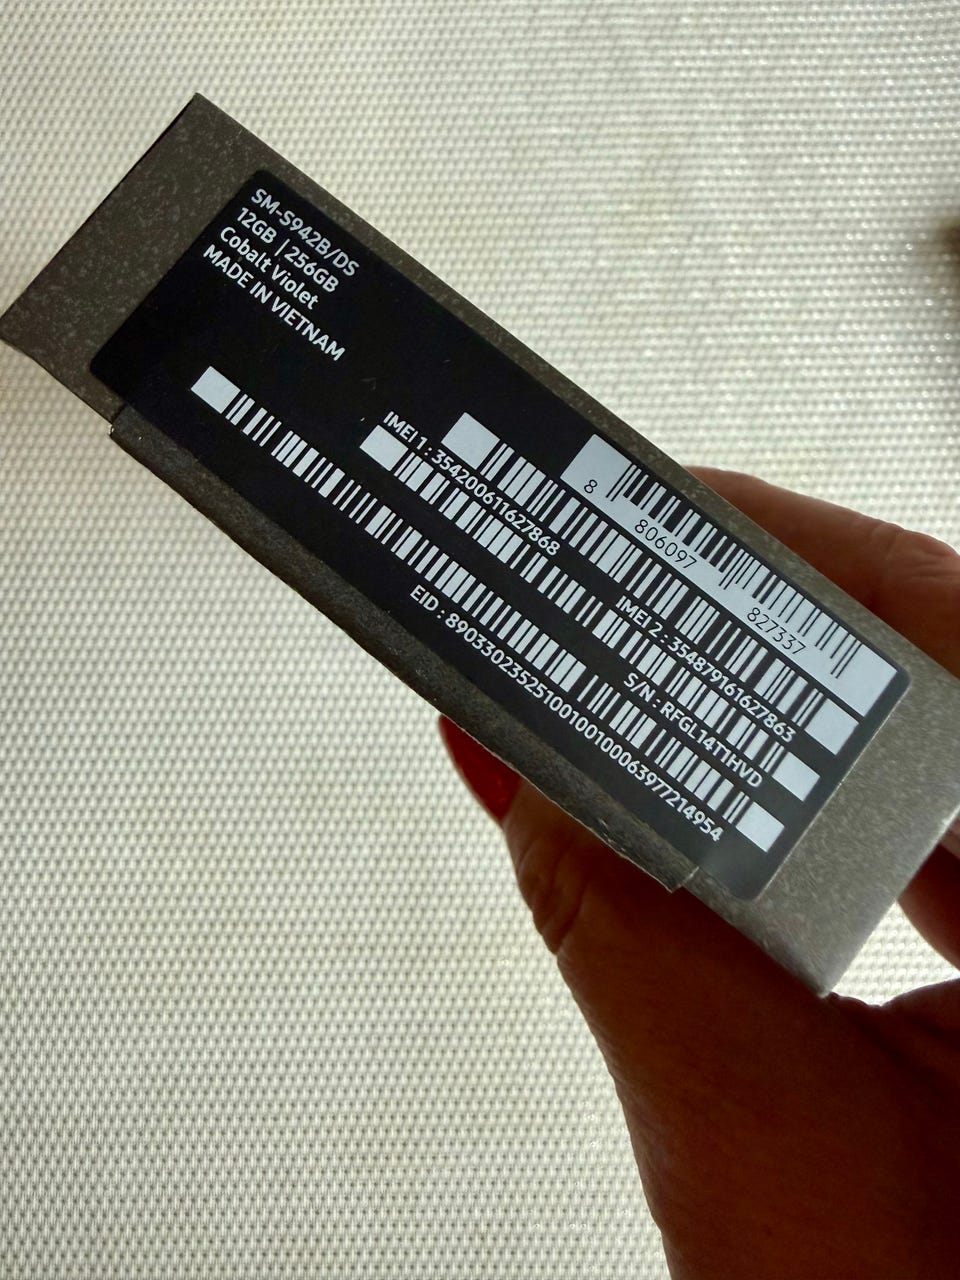 SM-S942B/DS
12GB | 256GB
Cobalt Violet
MADE IN VIETNAM
8 806097 827337
IMEI 1 : 354200611627868
IMEI 2 : 354879161627863
S/N : RFGL14T1HVD
EID : 89033023525100100100063977214954